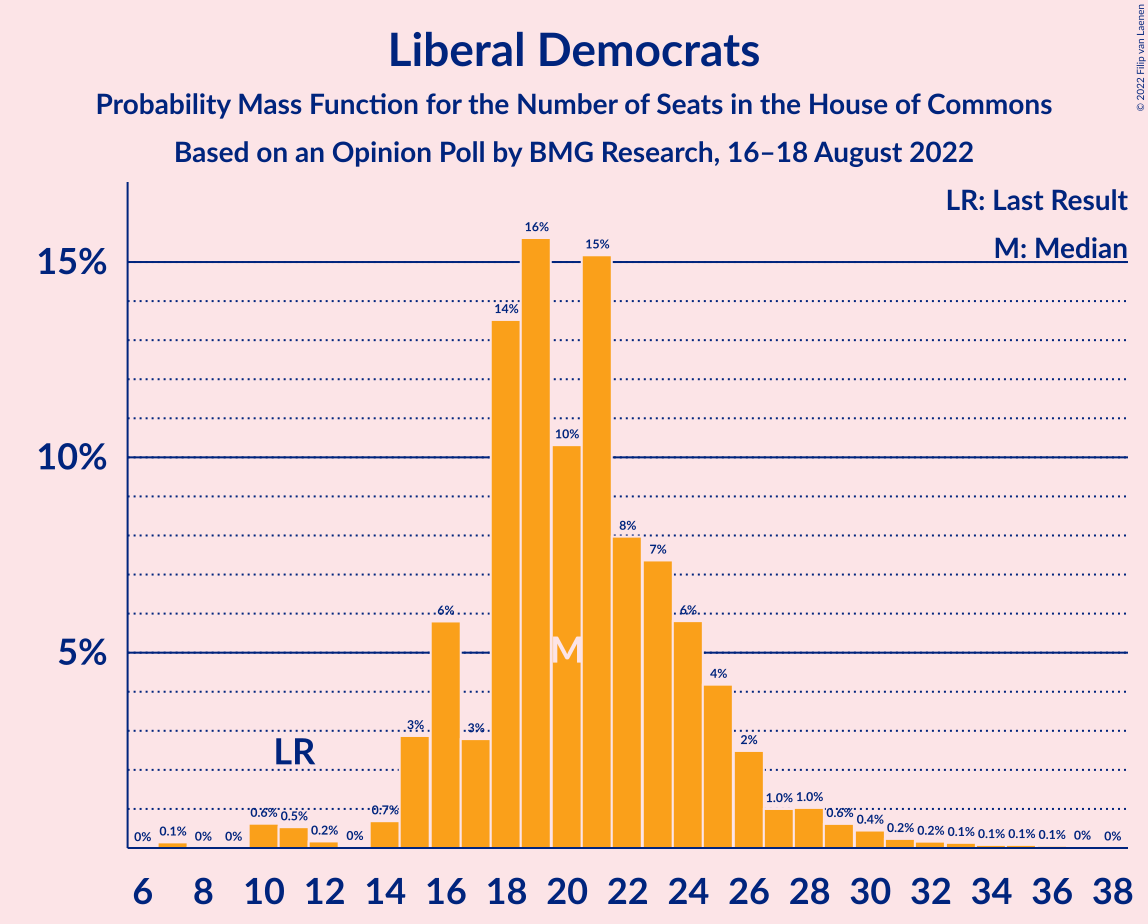 Liberal Democrats
Probability Mass Function for the Number of Seats in the House of Commons
Based on an Opinion Poll by BMG Research, 16–18 August 2022
© 2022 Filip van Laenen
LR: Last Result
M: Median
15%
10%
5%
0% 0.1% 0% 0% 0.6% 0.5% 0.2% 0% 0.7% 3% 6% 3% 14% 16% 10% 15% 8% 7% 6% 4% 2% 1.0% 1.0% 0.6% 0.4% 0.2% 0.2% 0.1% 0.1% 0.1% 0.1% 0% 0%
LR
M
6 8 10 12 14 16 18 20 22 24 26 28 30 32 34 36 38